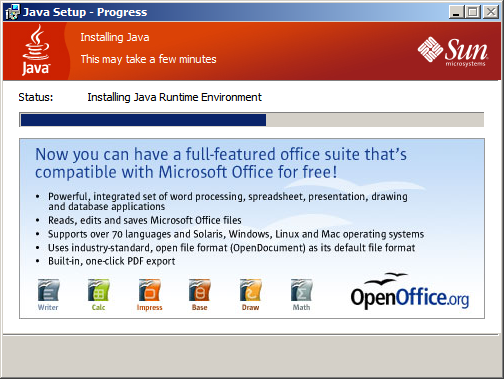 Java Setup - Progress
Java
Installing Java
This may take a few minutes
Sun
microsystems
Status: Installing Java Runtime Environment
Now you can have a full-featured office suite that's
compatible with Microsoft Office for free!
• Powerful, integrated set of word processing, spreadsheet, presentation, drawing
and database applications
• Reads, edits and saves Microsoft Office files
• Supports over 70 languages and Solaris, Windows, Linux and Mac operating systems
• Uses industry-standard, open file format (OpenDocument) as its default file format
• Built-in, one-click PDF export
Writer Calc Impress Base Draw Math
OpenOffice.org